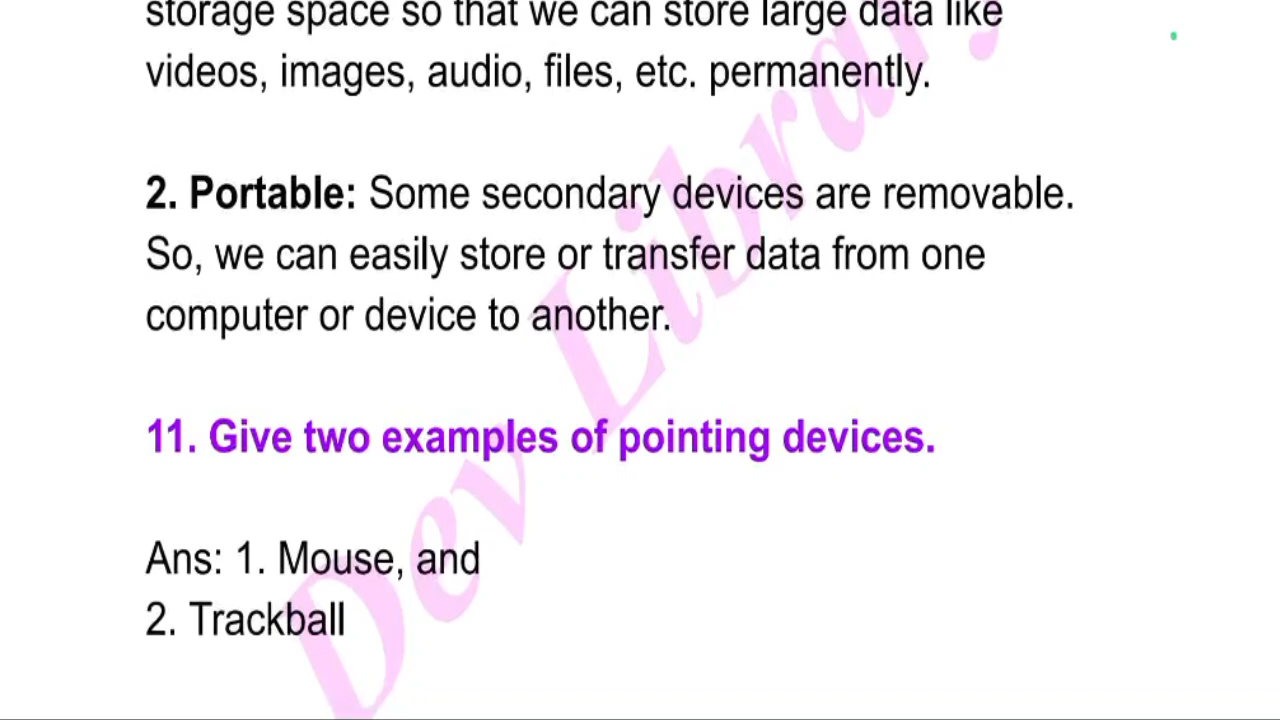 storage space so that we can store large data like
videos, images, audio, files, etc. permanently.
2. Portable: Some secondary devices are removable.
So, we can easily store or transfer data from one
computer or device to another.
11. Give two examples of pointing devices.
Ans: 1. Mouse, and
2. Trackball
Dev Library